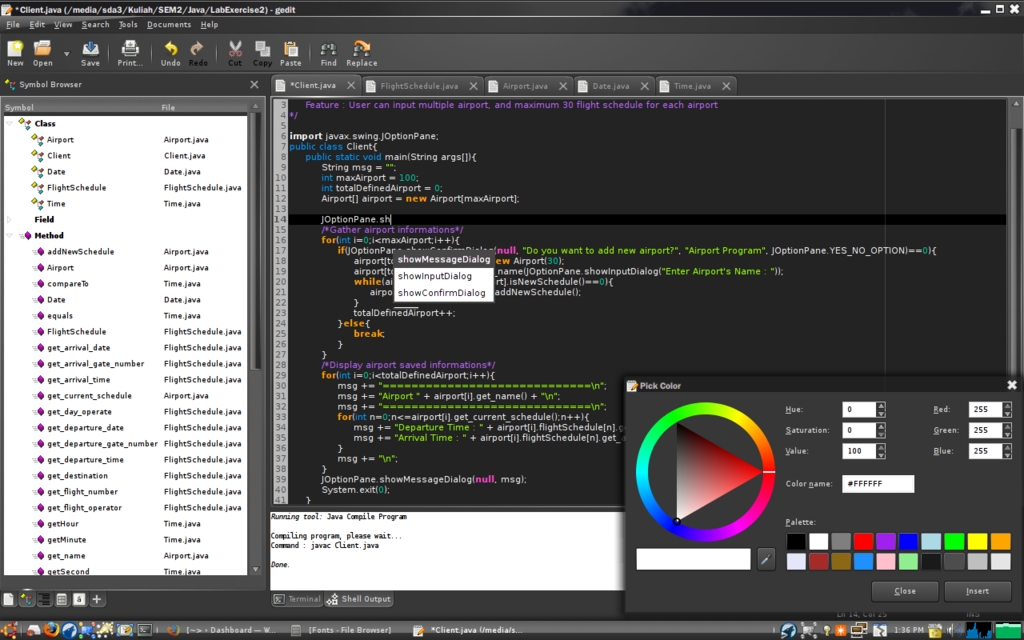 *Client.java (/media/sda3/Kuliah/SEM2/Java/LabExercise2) - gedit
File Edit View Search Tools Documents Help
New Open Save Print... Undo Redo Cut Copy Paste Find Replace
Symbol Browser
*Client.java FlightSchedule.java Airport.java Date.java Time.java
Symbol File
Class
Airport Airport.java
Client Client.java
Date Date.java
FlightSchedule FlightSchedule.java
Time Time.java
Field
Method
addNewSchedule Airport.java
Airport Airport.java
compareTo Time.java
Date Date.java
equals Time.java
FlightSchedule FlightSchedule.java
get_arrival_date FlightSchedule.java
get_arrival_gate_number FlightSchedule.java
get_arrival_time FlightSchedule.java
get_current_schedule Airport.java
get_day_operate FlightSchedule.java
get_departure_date FlightSchedule.java
get_departure_gate_number FlightSchedule.java
get_departure_time FlightSchedule.java
get_destination FlightSchedule.java
get_flight_number FlightSchedule.java
get_flight_operator FlightSchedule.java
getHour Time.java
getMinute Time.java
get_name Airport.java
getSecond Time.java
3 Feature : User can input multiple airport, and maximum 30 flight schedule for each airport
4 */
5
6 import javax.swing.JOptionPane;
7 public class Client{
8 public static void main(String args[]){
9 String msg = "";
10 int maxAirport = 100;
11 int totalDefinedAirport = 0;
12 Airport[] airport = new Airport[maxAirport];
13
14 JOptionPane.sh
15 /*Gather airport informations*/
16 for(int i=0;i<maxAirport;i++){
17 if(JOptionPane.showConfirmDialog(null, "Do you want to add new airport?", "Airport Program", JOptionPane.YES_NO_OPTION)==0){
18 airport[to ew Airport(30);
19 airport[to _name(JOptionPane.showInputDialog("Enter Airport's Name : "));
20 while(ai rt].isNewSchedule()==0){
21 airpo addNewSchedule();
22 }
23 totalDefinedAirport++;
24 }else{
25 break;
26 }
27 }
28 /*Display airport saved informations*/
29 for(int i=0;i<totalDefinedAirport;i++){
30 msg += "=============================\n";
31 msg += "Airport " + airport[i].get_name() + "\n";
32 msg += "=============================\n";
33 for(int n=0;n<=airport[i].get_current_schedule();n++){
34 msg += "Departure Time : " + airport[i].flightSchedule[n].g
35 msg += "Arrival Time : " + airport[i].flightSchedule[n].get_a
36 }
37 msg += "\n";
38 }
39 JOptionPane.showMessageDialog(null, msg);
40 System.exit(0);
41 }
showMessageDialog
showInputDialog
showConfirmDialog
Running tool: Java Compile Program
Compiling program, please wait...
Command : javac Client.java
Done.
Terminal Shell Output
Pick Color
Hue: 0 Red: 255
Saturation: 0 Green: 255
Value: 100 Blue: 255
Color name: #FFFFFF
Palette:
Close Insert
Ln 14, Col 25 INS
[~> - Dashboard — W... [Fonts - File Browser] *Client.java (/media/s... 1:36 PM